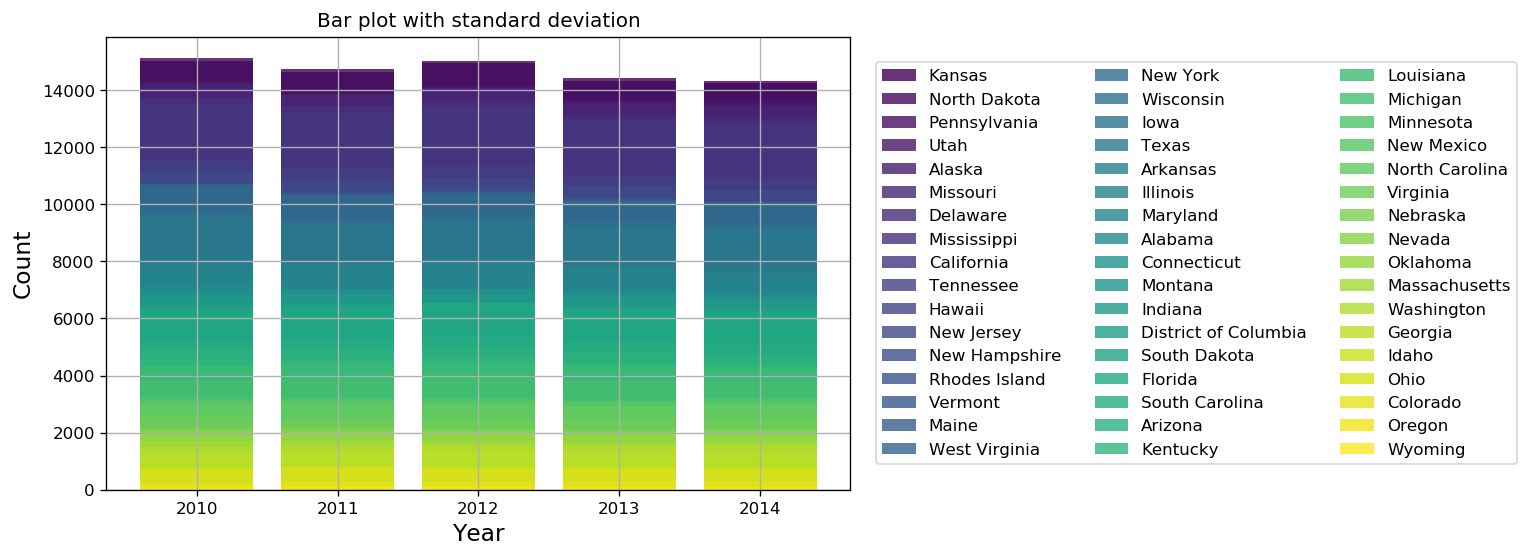 Bar plot with standard deviation
Count
14000
12000
10000
8000
6000
4000
2000
0
2010 2011 2012 2013 2014
Year
Kansas
North Dakota
Pennsylvania
Utah
Alaska
Missouri
Delaware
Mississippi
California
Tennessee
Hawaii
New Jersey
New Hampshire
Rhodes Island
Vermont
Maine
West Virginia
New York
Wisconsin
Iowa
Texas
Arkansas
Illinois
Maryland
Alabama
Connecticut
Montana
Indiana
District of Columbia
South Dakota
Florida
South Carolina
Arizona
Kentucky
Louisiana
Michigan
Minnesota
New Mexico
North Carolina
Virginia
Nebraska
Nevada
Oklahoma
Massachusetts
Washington
Georgia
Idaho
Ohio
Colorado
Oregon
Wyoming